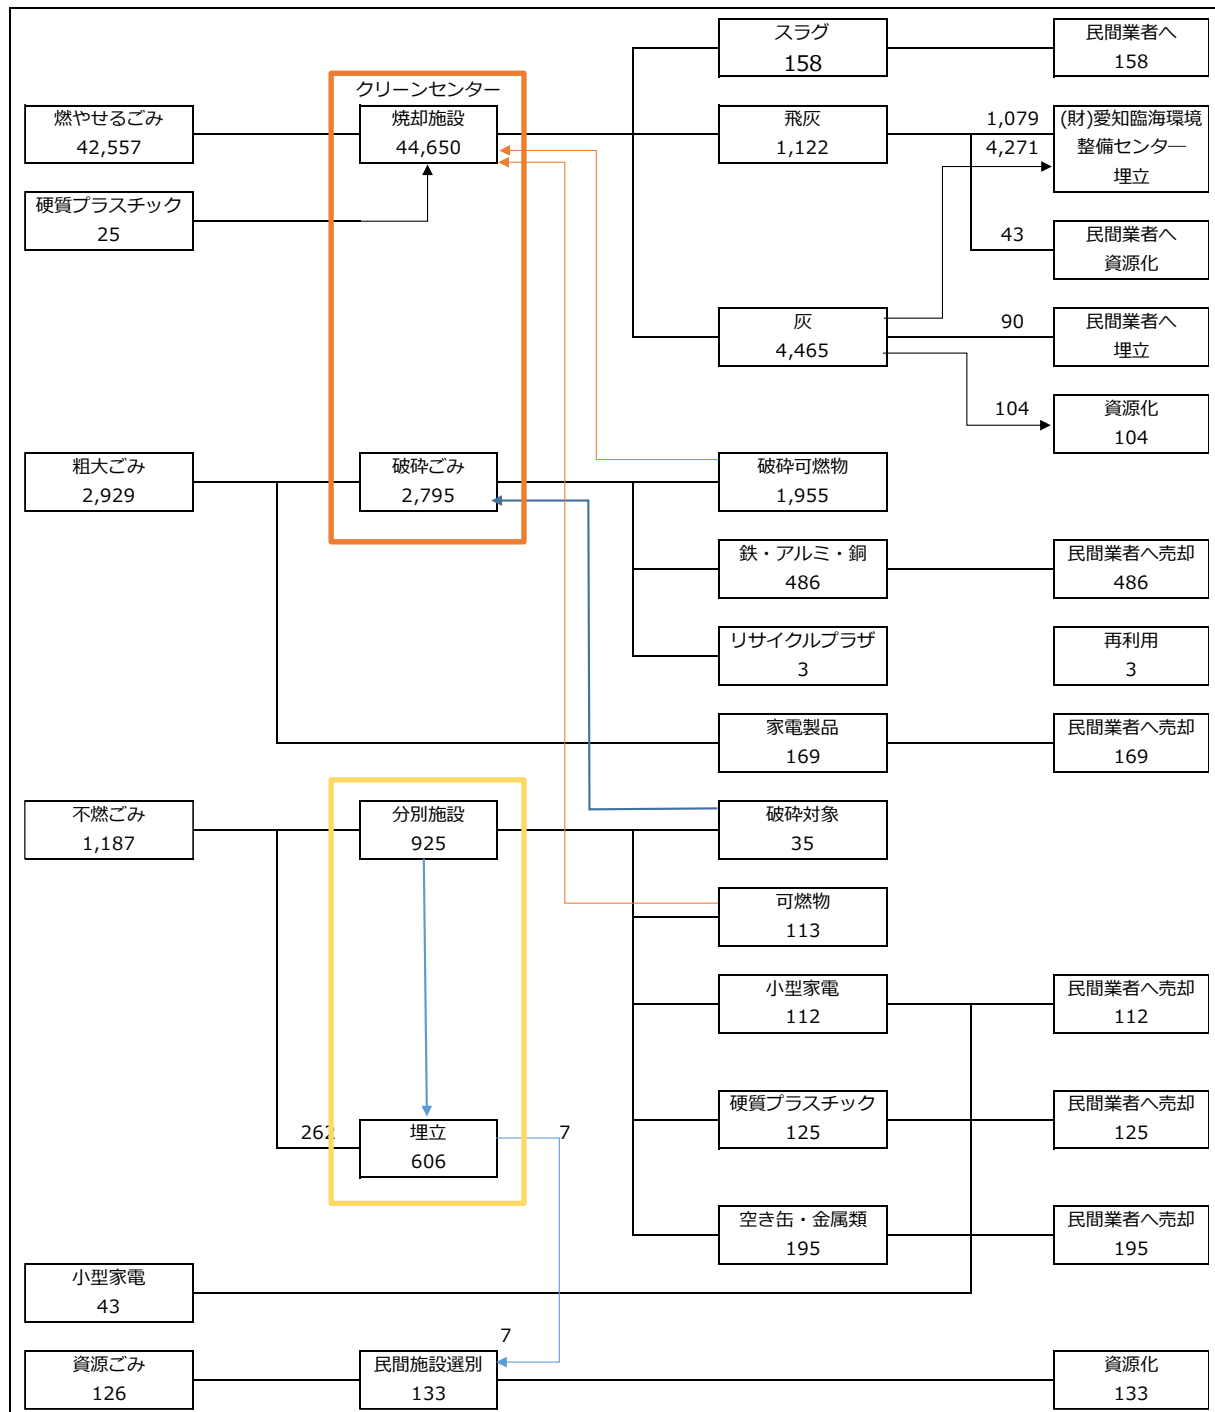 スラグ
158
民間業者へ
158
クリーンセンター
燃やせるごみ
42,557
焼却施設
44,650
飛灰
1,122
1,079
4,271
(財)愛知臨海環境
整備センター
埋立
硬質プラスチック
25
43
民間業者へ
資源化
灰
4,465
90
民間業者へ
埋立
104
資源化
104
粗大ごみ
2,929
破砕ごみ
2,795
破砕可燃物
1,955
鉄・アルミ・銅
486
民間業者へ売却
486
リサイクルプラザ
3
再利用
3
家電製品
169
民間業者へ売却
169
不燃ごみ
1,187
分別施設
925
破砕対象
35
可燃物
113
小型家電
112
民間業者へ売却
112
硬質プラスチック
125
民間業者へ売却
125
262
埋立
606
7
空き缶・金属類
195
民間業者へ売却
195
小型家電
43
7
資源ごみ
126
民間施設選別
133
資源化
133